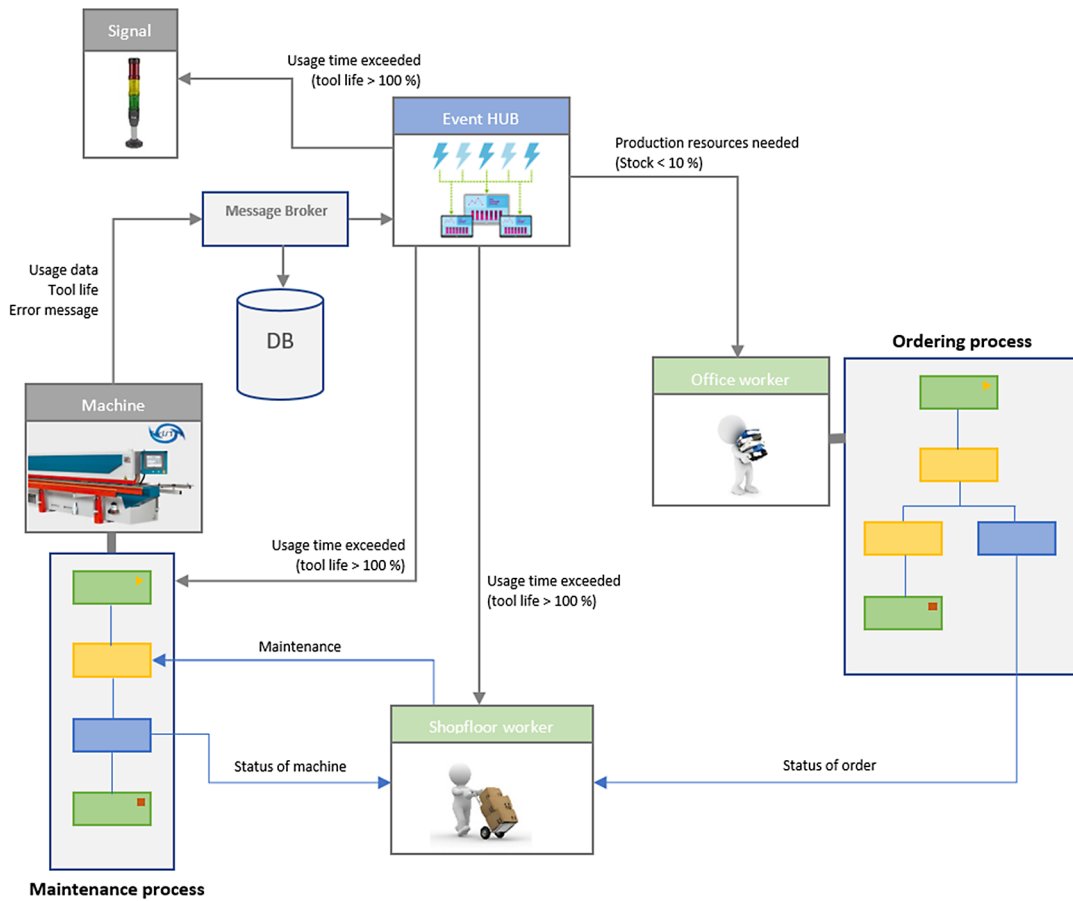 Signal
Usage time exceeded
(tool life > 100 %)
Event HUB
Production resources needed
(Stock < 10 %)
Message Broker
Usage data
Tool life
Error message
DB
Ordering process
Office worker
Machine
Usage time exceeded
(tool life > 100 %)
Usage time exceeded
(tool life > 100 %)
Maintenance
Shopfloor worker
Status of machine
Status of order
Maintenance process